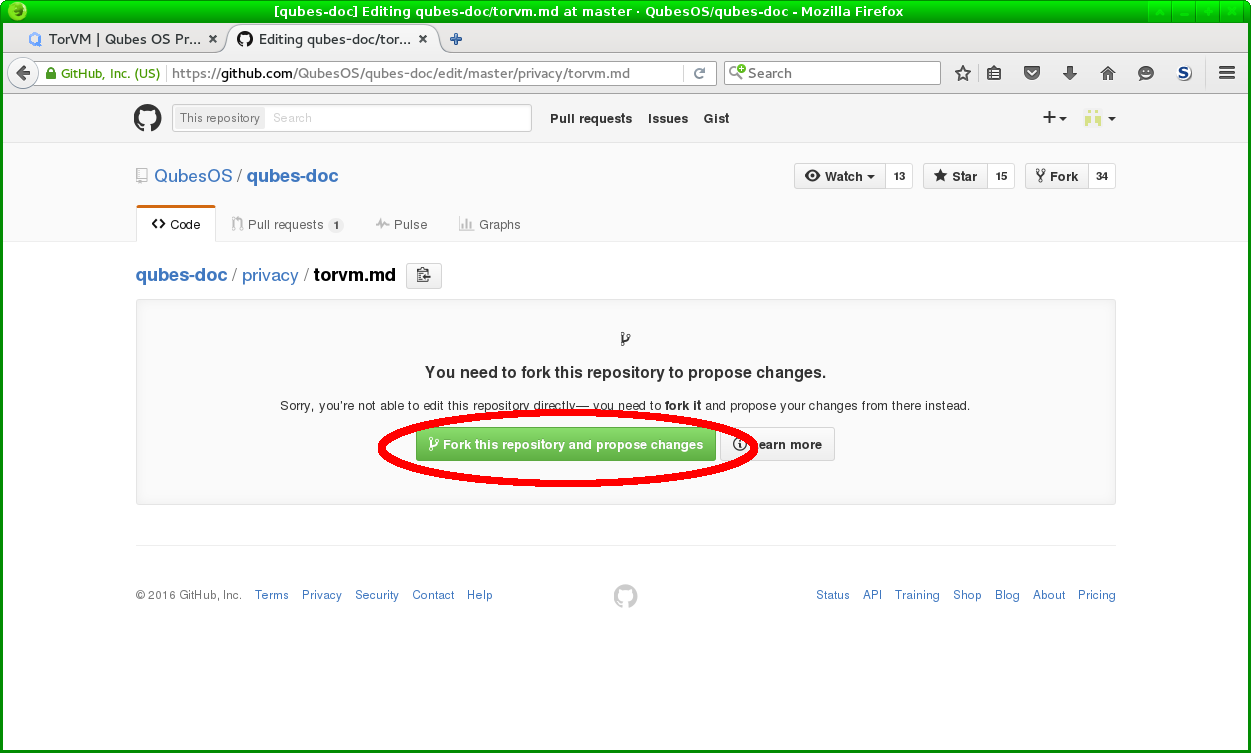 [qubes-doc] Editing qubes-doc/torvm.md at master · QubesOS/qubes-doc - Mozilla Firefox
TorVM | Qubes OS Pr... Editing qubes-doc/tor...
GitHub, Inc. (US) https://github.com/QubesOS/qubes-doc/edit/master/privacy/torvm.md Search S
This repository Search Pull requests Issues Gist
QubesOS / qubes-doc Watch 13 Star 15 Fork 34
Code Pull requests 1 Pulse Graphs
qubes-doc / privacy / torvm.md
You need to fork this repository to propose changes.
Sorry, you're not able to edit this repository directly— you need to fork it and propose your changes from there instead.
Fork this repository and propose changes earn more
© 2016 GitHub, Inc. Terms Privacy Security Contact Help Status API Training Shop Blog About Pricing